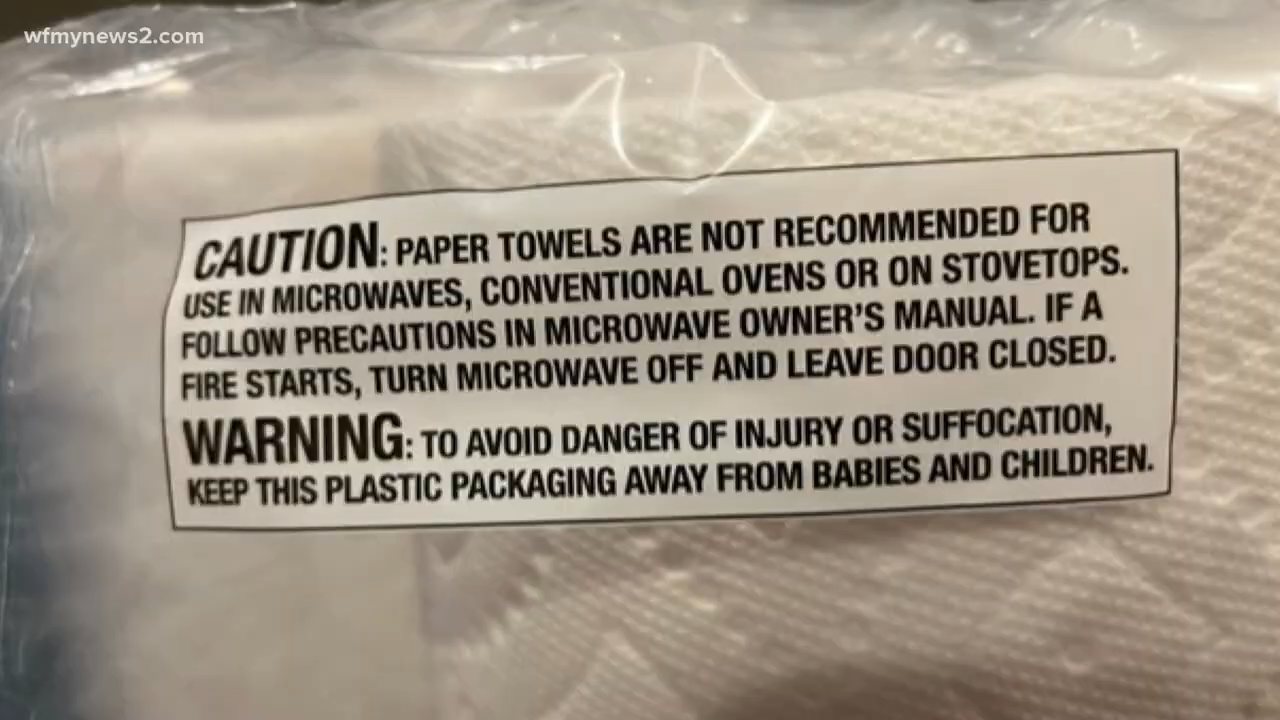 wfmynews2.com
CAUTION: PAPER TOWELS ARE NOT RECOMMENDED FOR
USE IN MICROWAVES, CONVENTIONAL OVENS OR ON STOVETOPS.
FOLLOW PRECAUTIONS IN MICROWAVE OWNER'S MANUAL. IF A
FIRE STARTS, TURN MICROWAVE OFF AND LEAVE DOOR CLOSED.
WARNING: TO AVOID DANGER OF INJURY OR SUFFOCATION,
KEEP THIS PLASTIC PACKAGING AWAY FROM BABIES AND CHILDREN.